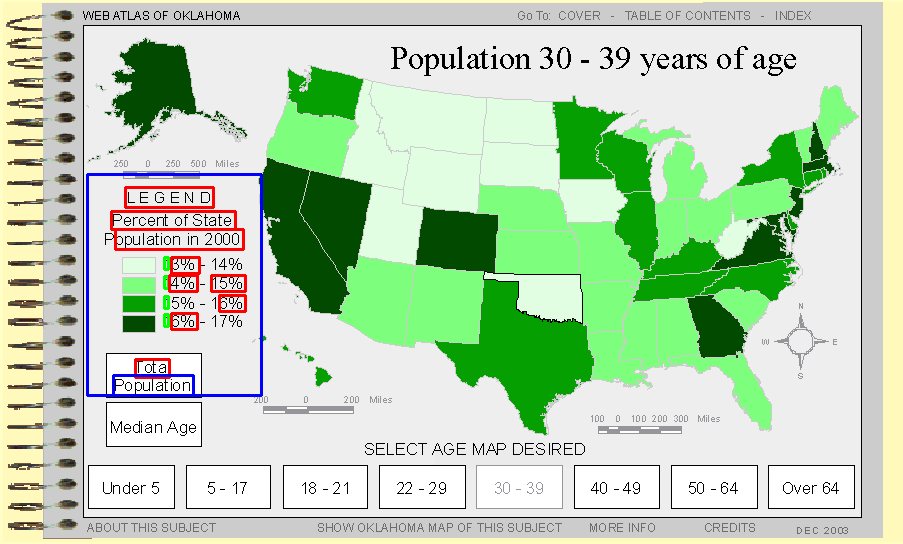 WEB ATLAS OF OKLAHOMA
Go To: COVER - TABLE OF CONTENTS - INDEX
Population 30 - 39 years of age
250 0 250 500 Miles
LEGEND
Percent of State
Population in 2000
3% - 14%
4% - 15%
5% - 16%
6% - 17%
N
W E
S
Total
Population
200 0 200 Miles
100 0 100 200 300 Miles
Median Age
SELECT AGE MAP DESIRED
Under 5
5 - 17
18 - 21
22 - 29
30 - 39
40 - 49
50 - 64
Over 64
ABOUT THIS SUBJECT
SHOW OKLAHOMA MAP OF THIS SUBJECT
MORE INFO
CREDITS
DEC 2003